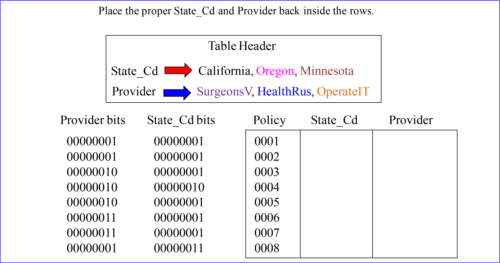 Place the proper State_Cd and Provider back inside the rows.
Table Header
State_Cd California, Oregon, Minnesota
Provider SurgeonsV, HealthRus, OperateIT
Provider bits State_Cd bits Policy State_Cd Provider
00000001 00000001 0001
00000001 00000001 0002
00000010 00000001 0003
00000010 00000010 0004
00000010 00000001 0005
00000011 00000001 0006
00000011 00000001 0007
00000001 00000011 0008